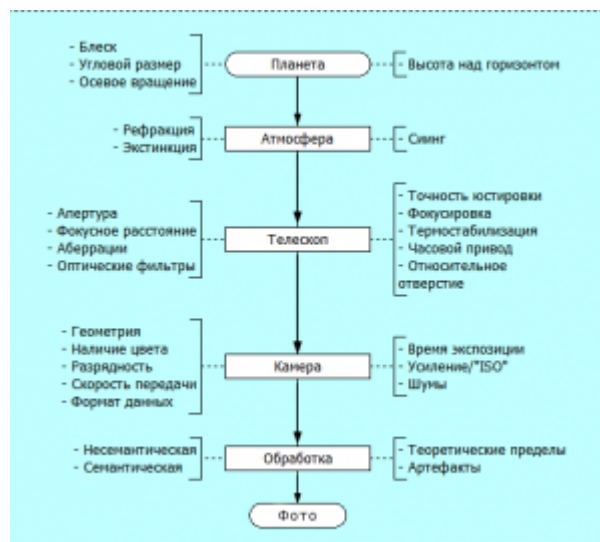 - Блеск
- Угловой размер
- Осевое вращение
Планета
- Высота над горизонтом
- Рефракция
- Экстинкция
Атмосфера
- Сиинг
- Апертура
- Фокусное расстояние
- Аберрации
- Оптические фильтры
Телескоп
- Точность юстировки
- Фокусировка
- Термостабилизация
- Часовой привод
- Относительное
отверстие
- Геометрия
- Наличие цвета
- Разрядность
- Скорость передачи
- Формат данных
Камера
- Время экспозиции
- Усиление/"ISO"
- Шумы
- Несемантическая
- Семантическая
Обработка
- Теоретические пределы
- Артефакты
Фото